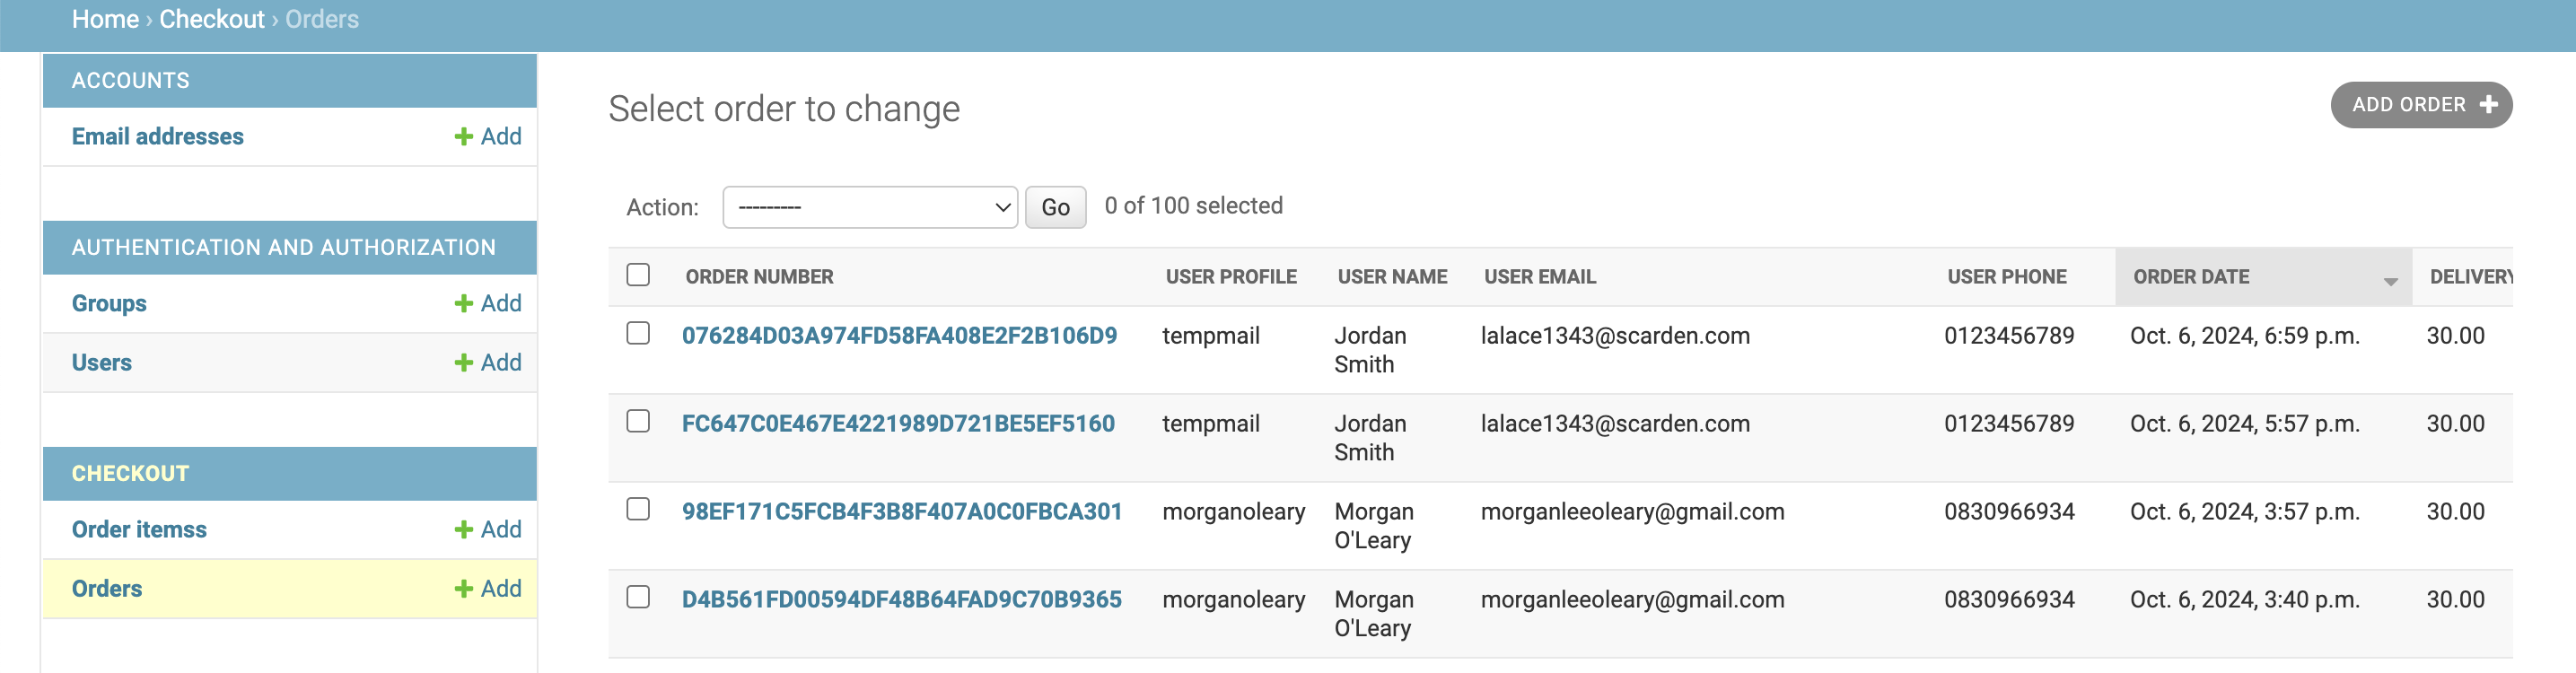 Home › Checkout › Orders
ACCOUNTS
Email addresses + Add
AUTHENTICATION AND AUTHORIZATION
Groups + Add
Users + Add
CHECKOUT
Order itemss + Add
Orders + Add
Select order to change
ADD ORDER +
Action: --------- Go 0 of 100 selected
ORDER NUMBER USER PROFILE USER NAME USER EMAIL USER PHONE ORDER DATE DELIVERY
076284D03A974FD58FA408E2F2B106D9 tempmail Jordan lalace1343@scarden.com 0123456789 Oct. 6, 2024, 6:59 p.m. 30.00
Smith
FC647C0E467E4221989D721BE5EF5160 tempmail Jordan lalace1343@scarden.com 0123456789 Oct. 6, 2024, 5:57 p.m. 30.00
Smith
98EF171C5FCB4F3B8F407A0C0FBCA301 morganoleary Morgan morganleeoleary@gmail.com 0830966934 Oct. 6, 2024, 3:57 p.m. 30.00
O'Leary
D4B561FD00594DF48B64FAD9C70B9365 morganoleary Morgan morganleeoleary@gmail.com 0830966934 Oct. 6, 2024, 3:40 p.m. 30.00
O'Leary